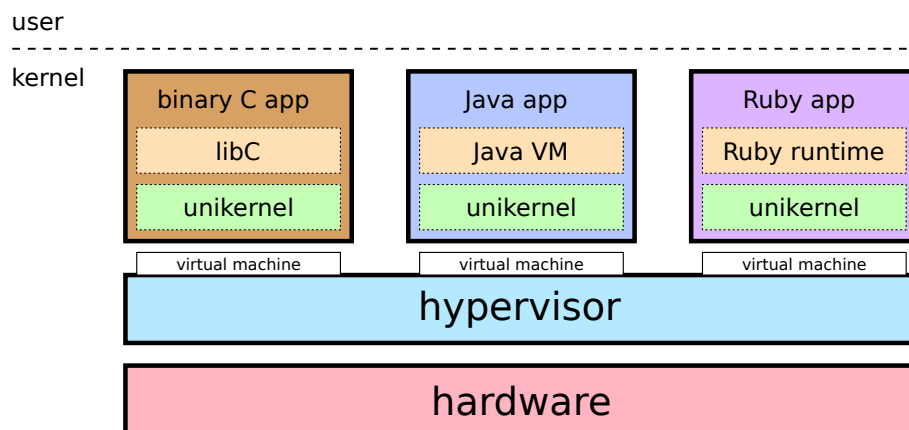 user
kernel
binary C app
Java app
Ruby app
libC
Java VM
Ruby runtime
unikernel
unikernel
unikernel
virtual machine
virtual machine
virtual machine
hypervisor
hardware